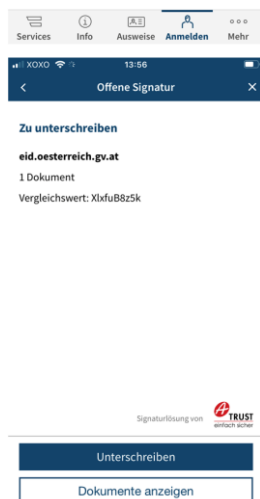 Services Info Ausweise Anmelden Mehr
XOXO 13:56
Offene Signatur
Zu unterschreiben
eid.oesterreich.gv.at
1 Dokument
Vergleichswert: XlxfuB8z5k
Signaturlösung von A TRUST
einfach sicher
Unterschreiben
Dokumente anzeigen